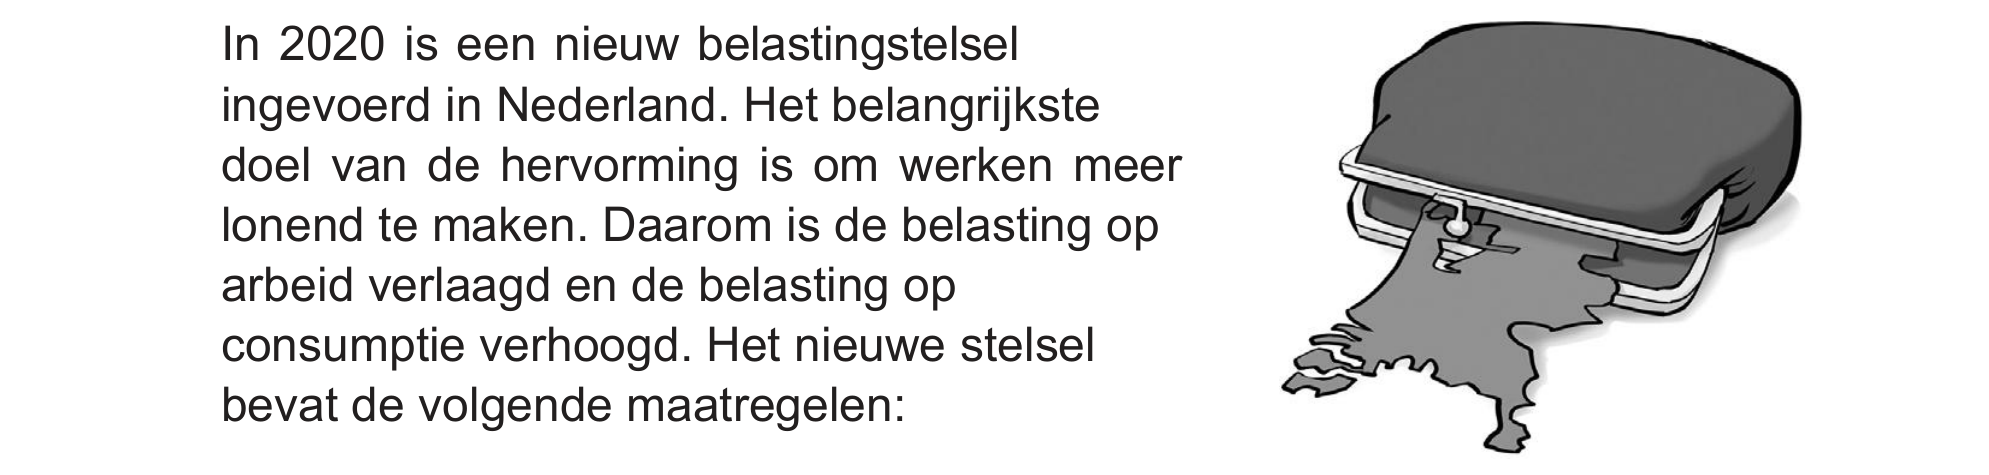 In 2020 is een nieuw belastingstelsel
ingevoerd in Nederland. Het belangrijkste
doel van de hervorming is om werken meer
lonend te maken. Daarom is de belasting op
arbeid verlaagd en de belasting op
consumptie verhoogd. Het nieuwe stelsel
bevat de volgende maatregelen: